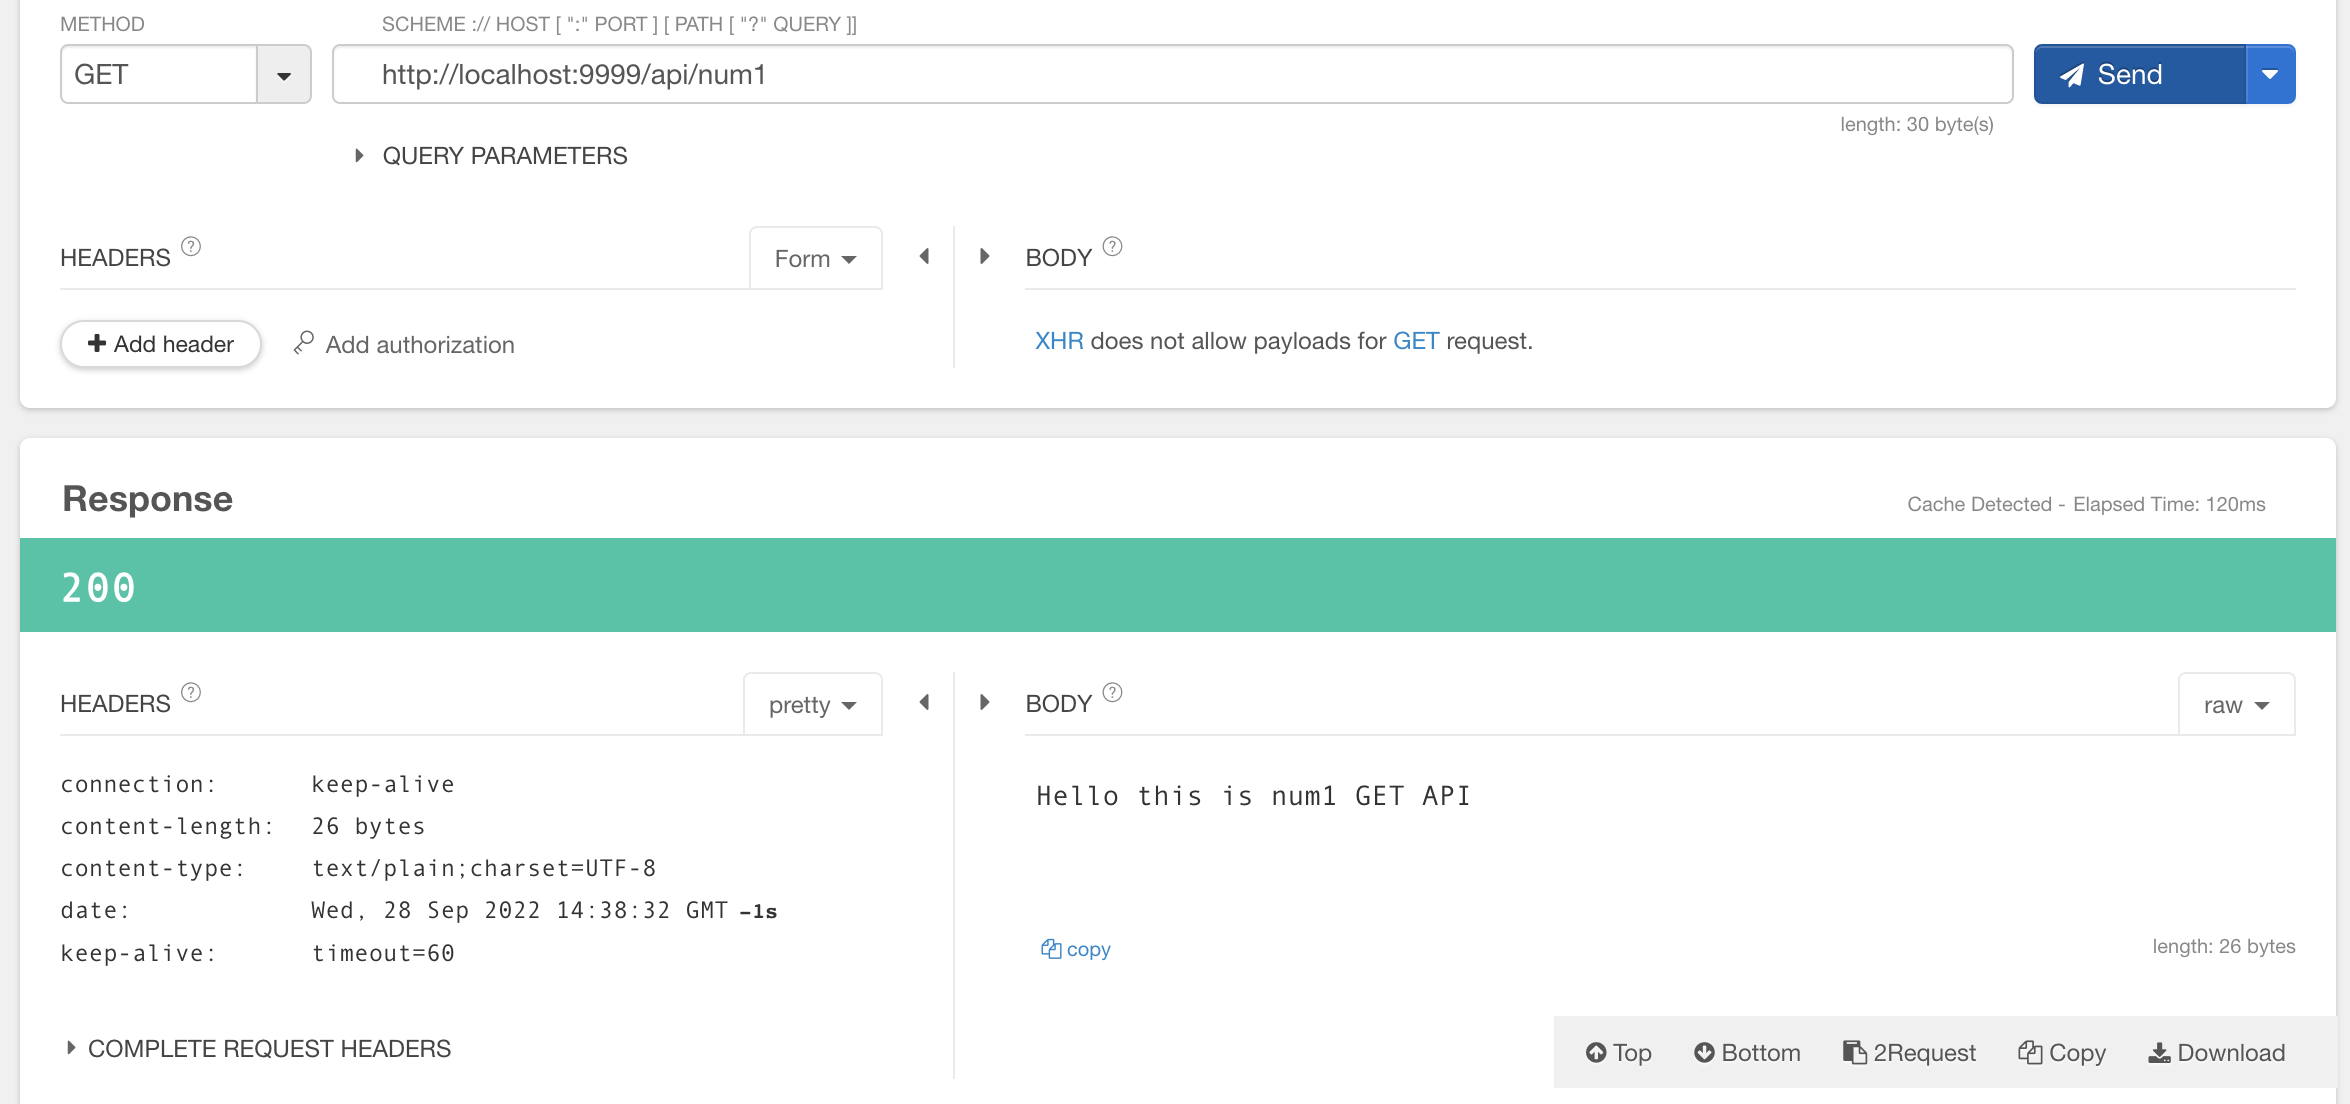 METHOD
SCHEME :// HOST [ ":" PORT ] [ PATH [ "?" QUERY ]]
GET
http://localhost:9999/api/num1
Send
length: 30 byte(s)
QUERY PARAMETERS
HEADERS ?
Form
BODY ?
Add header
Add authorization
XHR does not allow payloads for GET request.
Response
Cache Detected - Elapsed Time: 120ms
200
HEADERS ?
pretty
BODY ?
raw
connection: keep-alive
content-length: 26 bytes
content-type: text/plain;charset=UTF-8
date: Wed, 28 Sep 2022 14:38:32 GMT -1s
keep-alive: timeout=60
Hello this is num1 GET API
copy
length: 26 bytes
COMPLETE REQUEST HEADERS
Top
Bottom
2Request
Copy
Download